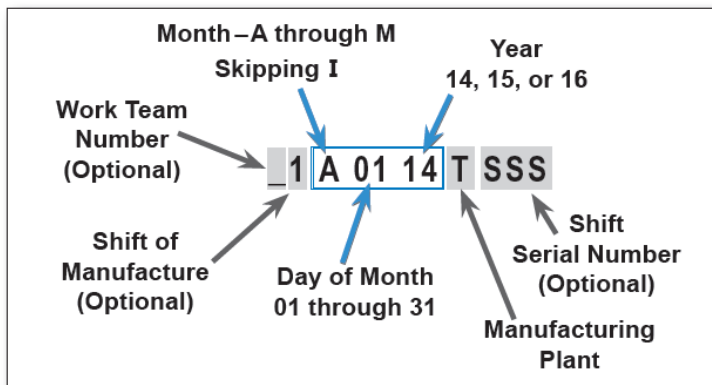 Month–A through M
Skipping I
Year
14, 15, or 16
Work Team
Number
(Optional)
_1 A 01 14 T SSS
Shift of
Manufacture
(Optional)
Day of Month
01 through 31
Shift
Serial Number
(Optional)
Manufacturing
Plant